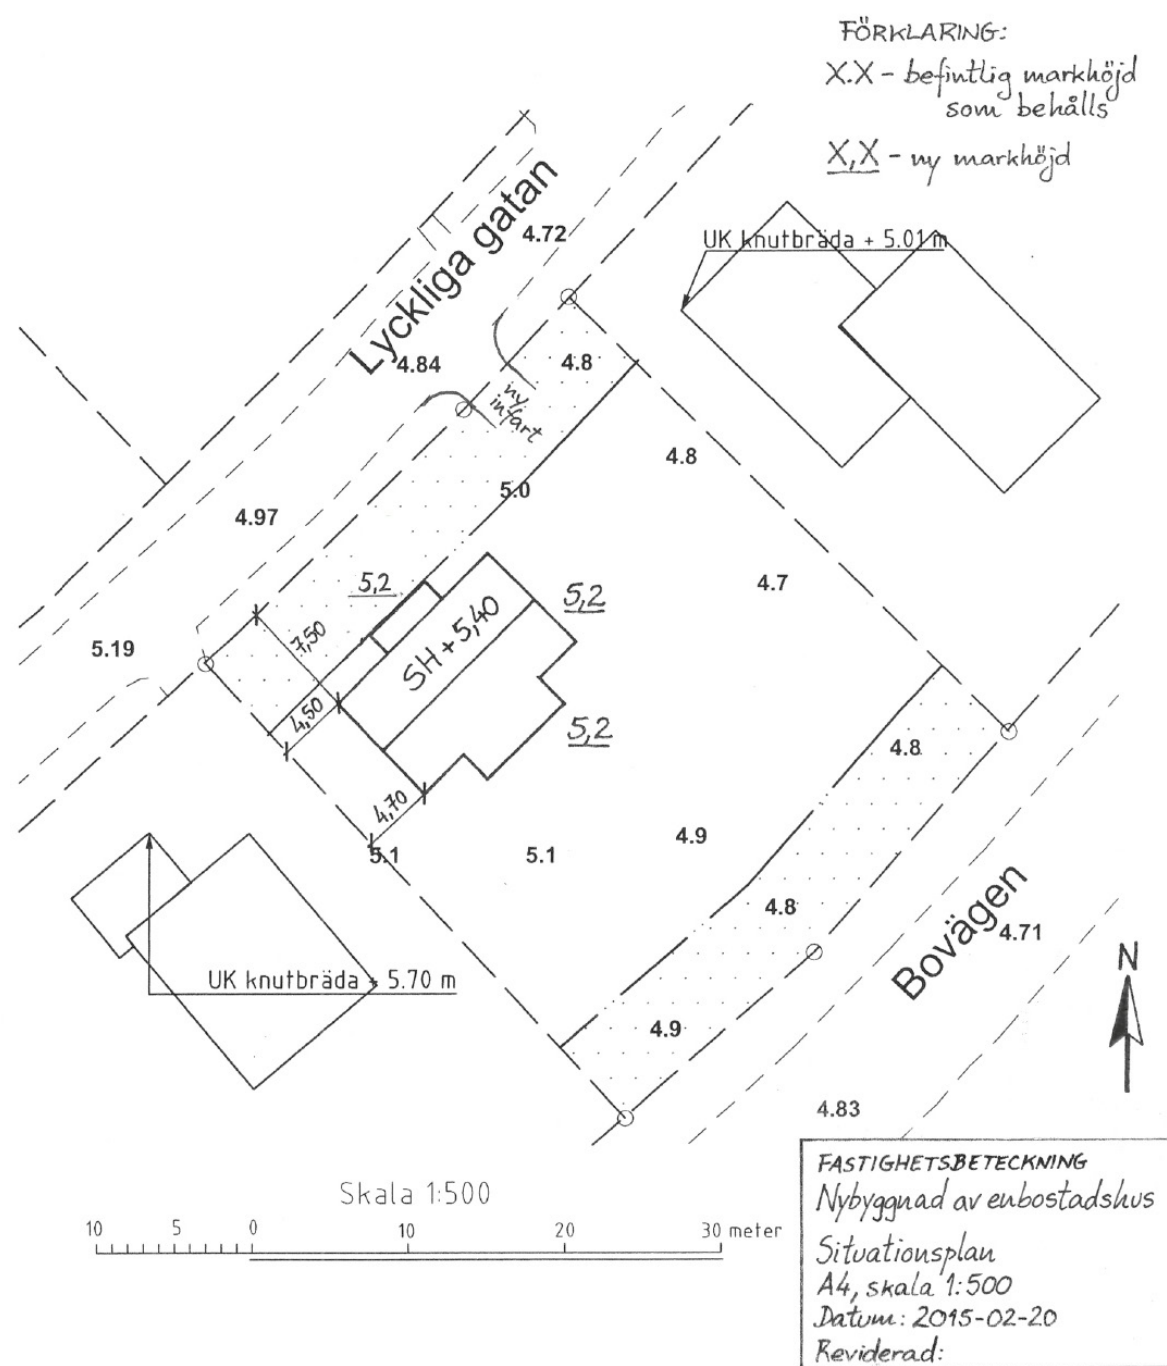 FÖRKLARING:
X.X - befintlig markhöjd
som behålls
X,X - ny markhöjd
Lyckliga gatan
4.72
UK knutbräda + 5.01 m
4.84
4.8
ny
infart
4.8
5.0
4.97
4.7
5,2
5,2
5.19
7,50
SH + 5,40
4,50
5,2
4.8
4,70
5.1
5.1
4.9
4.8
Bovägen
4.71
UK knutbräda + 5.70 m
4.9
N
4.83
Skala 1:500
10 5 0 10 20 30 meter
FASTIGHETSBETECKNING
Nybyggnad av enbostadshus
Situationsplan
A4, skala 1:500
Datum: 2015-02-20
Reviderad: